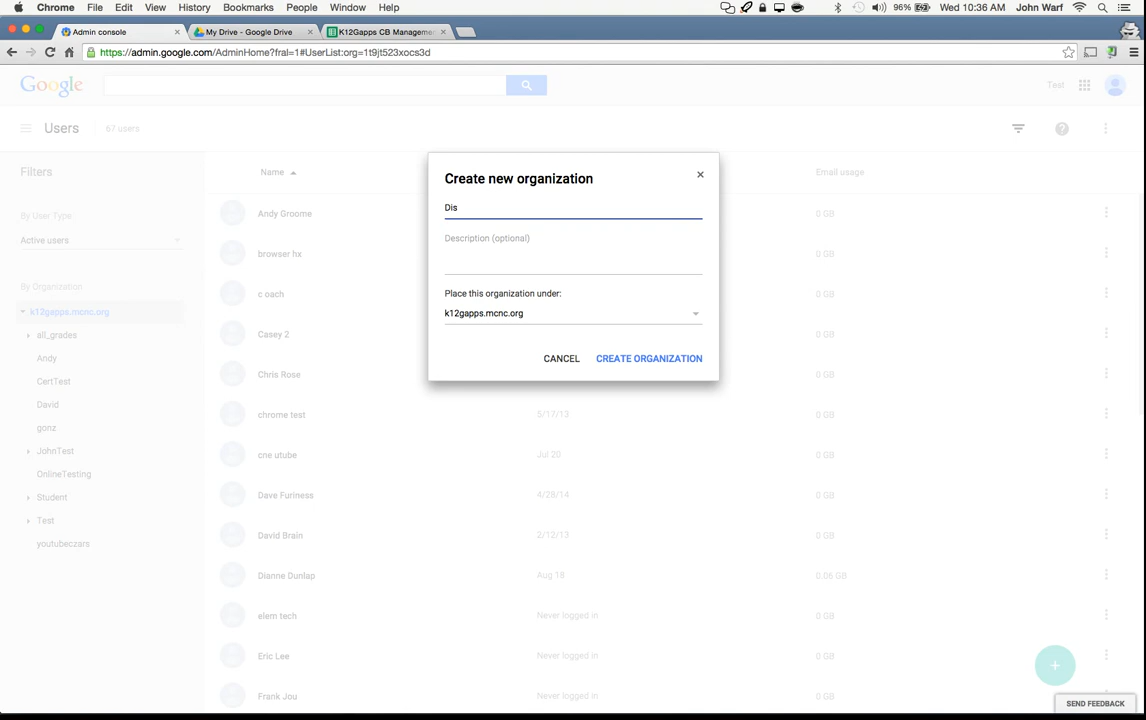 Chrome File Edit View History Bookmarks People Window Help 96% Wed 10:36 AM John Warf
Admin console My Drive - Google Drive K12Gapps CB Manageme
https://admin.google.com/AdminHome?fral=1#UserList:org=1t9jt523xocs3d
Google Test
Users 67 users
Filters
By User Type
Active users
By Organization
k12gapps.mcnc.org
all_grades
Andy
CertTest
David
gonz
JohnTest
OnlineTesting
Student
Test
youtubeczars
Name Email usage
Andy Groome 0 GB
browser hx 0 GB
c oach 0 GB
Casey 2 0 GB
Chris Rose 0 GB
chrome test 5/17/13 0 GB
cne utube Jul 20 0 GB
Dave Furiness 4/28/14 0 GB
David Brain 2/12/13 0 GB
Dianne Dunlap Aug 18 0.06 GB
elem tech Never logged in 0 GB
Eric Lee Never logged in 0 GB
Frank Jou Never logged in 0 GB
Create new organization
Dis
Description (optional)
Place this organization under:
k12gapps.mcnc.org
CANCEL CREATE ORGANIZATION
SEND FEEDBACK